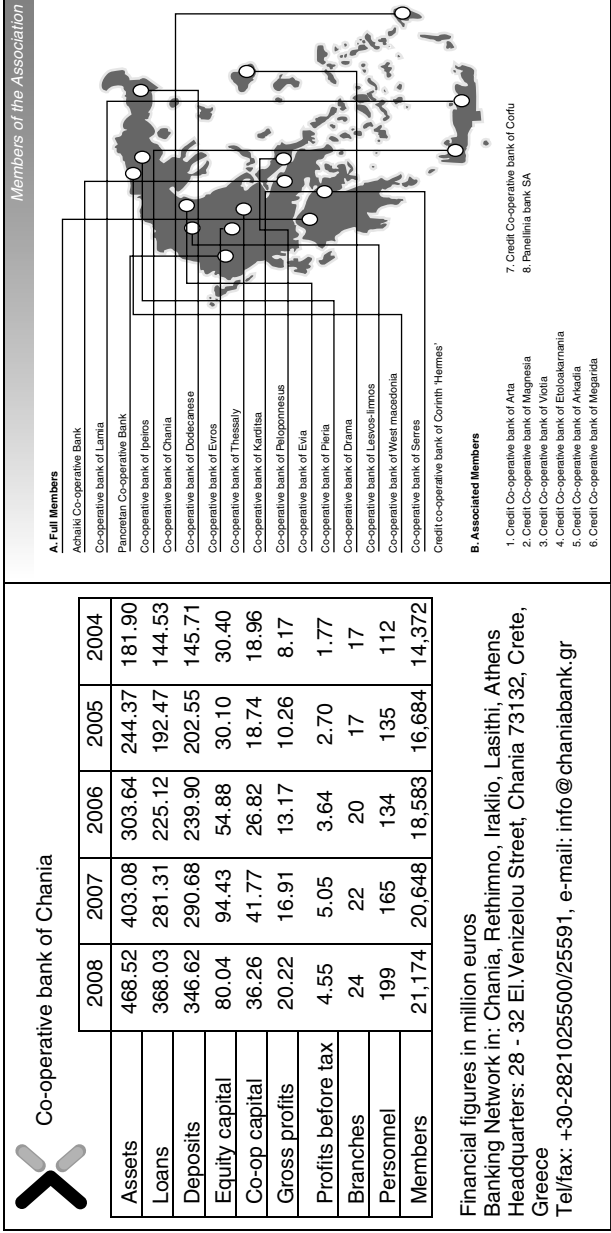 Co-operative bank of Chania
2008 2007 2006 2005 2004
Assets 468.52 403.08 303.64 244.37 181.90
Loans 368.03 281.31 225.12 192.47 144.53
Deposits 346.62 290.68 239.90 202.55 145.71
Equity capital 80.04 94.43 54.88 30.10 30.40
Co-op capital 36.26 41.77 26.82 18.74 18.96
Gross profits 20.22 16.91 13.17 10.26 8.17
Profits before tax 4.55 5.05 3.64 2.70 1.77
Branches 24 22 20 17 17
Personnel 199 165 134 135 112
Members 21,174 20,648 18,583 16,684 14,372
Financial figures in million euros
Banking Network in: Chania, Rethimno, Iraklio, Lasithi, Athens
Headquarters: 28 - 32 El.Venizelou Street, Chania 73132, Crete,
Greece
Tel/fax: +30-2821025500/25591, e-mail: info@chaniabank.gr
Members of the Association
A. Full Members
Achaiki Co-operative Bank
Co-operative bank of Lamia
Pancretan Co-operative Bank
Co-operative bank of Ipeiros
Co-operative bank of Chania
Co-operative bank of Dodecanese
Co-operative bank of Evros
Co-operative bank of Thessaly
Co-operative bank of Karditsa
Co-operative bank of Peloponnesus
Co-operative bank of Evia
Co-operative bank of Pieria
Co-operative bank of Drama
Co-operative bank of Lesvos-limnos
Co-operative bank of West macedonia
Co-operative bank of Serres
Credit co-operative bank of Corinth 'Hermes'
B. Associated Members
1. Credit Co-operative bank of Arta
2. Credit Co-operative bank of Magnesia
3. Credit Co-operative bank of Viotia
4. Credit Co-operative bank of Etoloakarnania
5. Credit Co-operative bank of Arkadia
6. Credit Co-operative bank of Megarida
7. Credit Co-operative bank of Corfu
8. Panellinia bank SA